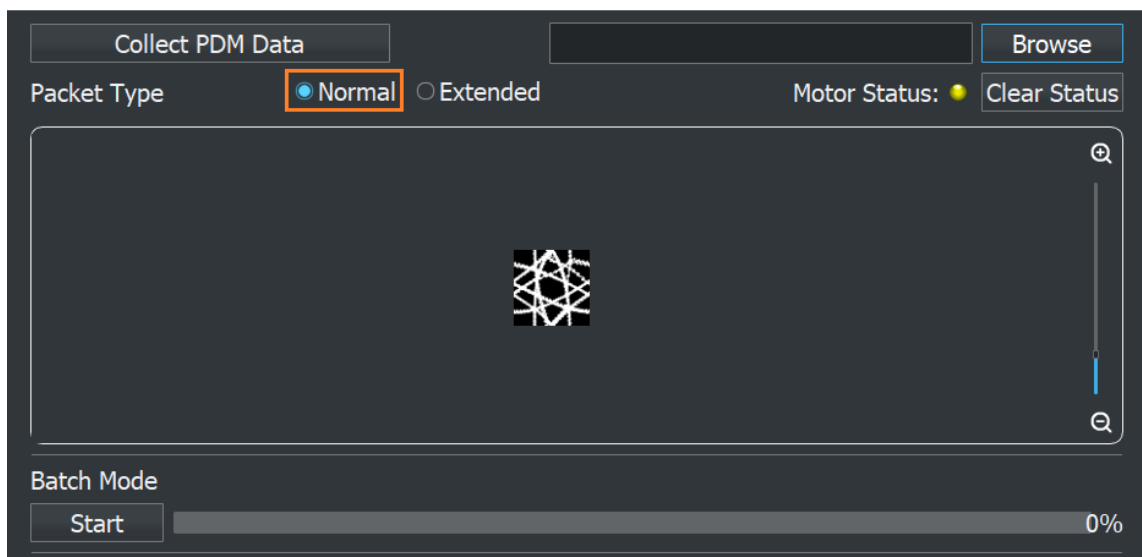 Collect PDM Data Browse
Packet Type Normal Extended Motor Status: Clear Status
Batch Mode
Start 0%